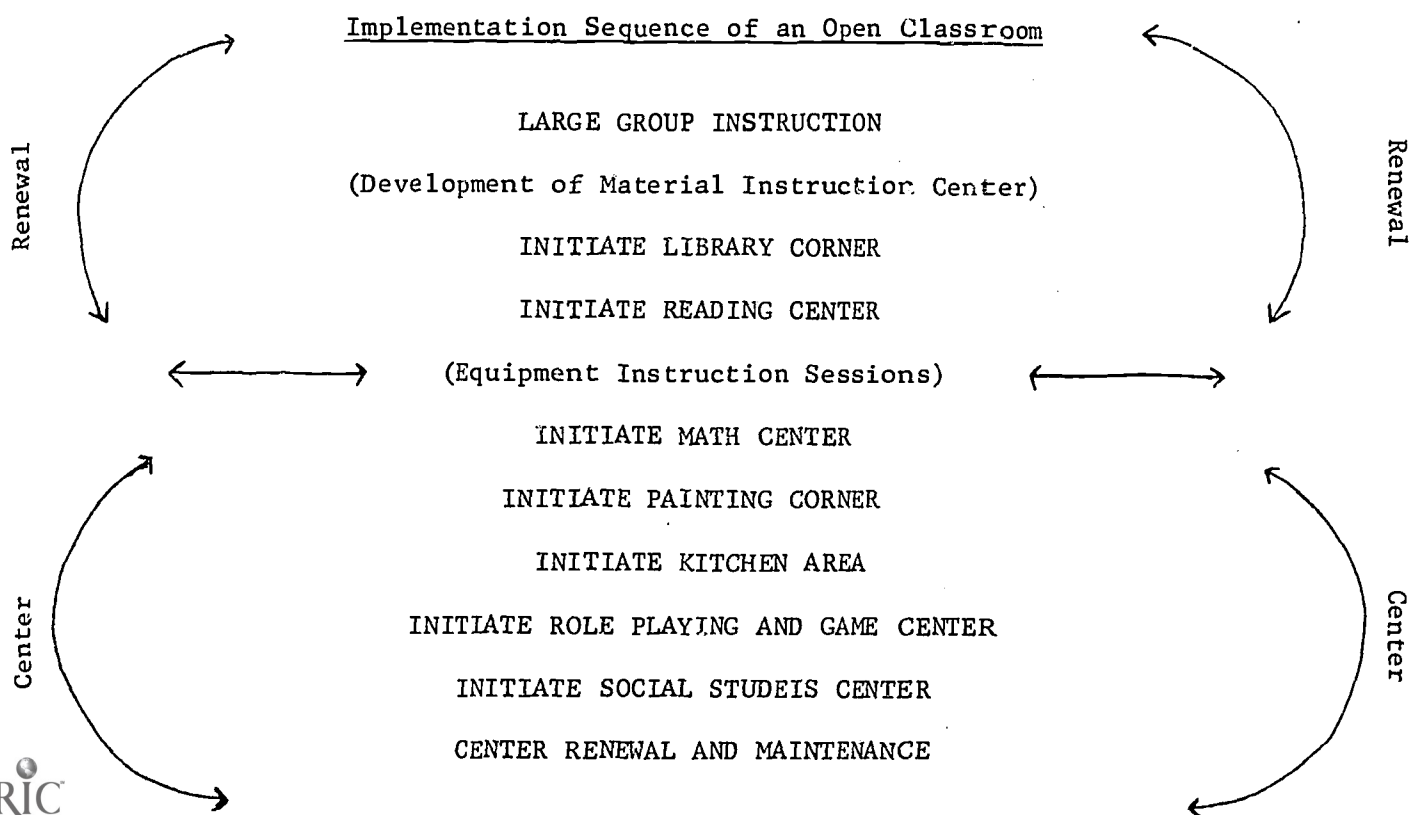 Implementation Sequence of an Open Classroom
LARGE GROUP INSTRUCTION
(Development of Material Instruction Center)
INITIATE LIBRARY CORNER
INITIATE READING CENTER
(Equipment Instruction Sessions)
INITIATE MATH CENTER
INITIATE PAINTING CORNER
INITIATE KITCHEN AREA
INITIATE ROLE PLAYING AND GAME CENTER
INITIATE SOCIAL STUDEIS CENTER
CENTER RENEWAL AND MAINTENANCE
Renewal
Center
Renewal
Center
RIC